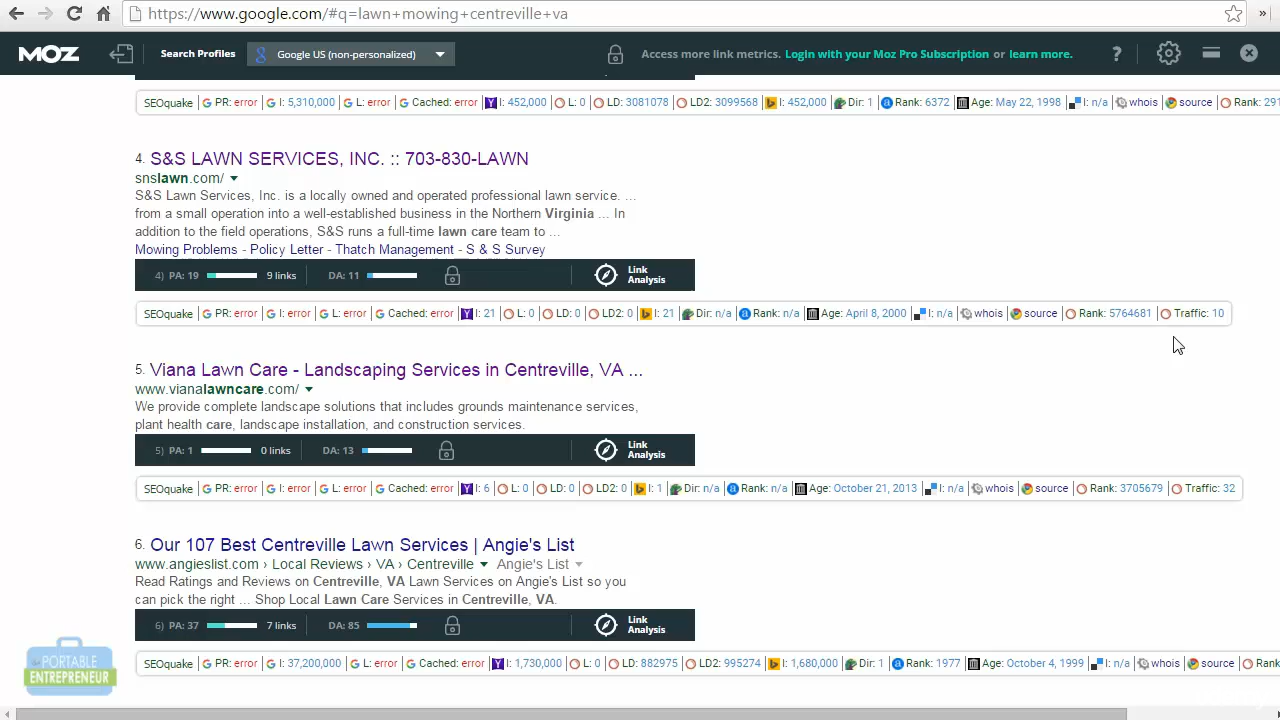 https://www.google.com/#q=lawn+mowing+centreville+va
MOZ Search Profiles Google US (non-personalized) Access more link metrics. Login with your Moz Pro Subscription or learn more. ?
SEOquake PR: error I: 5,310,000 L: error Cached: error I: 452,000 L: 0 LD: 3081078 LD2: 3099568 I: 452,000 Dir: 1 Rank: 6372 Age: May 22, 1998 I: n/a whois source Rank: 291
4. S&S LAWN SERVICES, INC. :: 703-830-LAWN
snslawn.com/
S&S Lawn Services, Inc. is a locally owned and operated professional lawn service. ...
from a small operation into a well-established business in the Northern Virginia ... In
addition to the field operations, S&S runs a full-time lawn care team to ...
Mowing Problems - Policy Letter - Thatch Management - S & S Survey
4) PA: 19 9 links DA: 11 Link Analysis
SEOquake PR: error I: error L: error Cached: error I: 21 L: 0 LD: 0 LD2: 0 I: 21 Dir: n/a Rank: n/a Age: April 8, 2000 I: n/a whois source Rank: 5764681 Traffic: 10
5. Viana Lawn Care - Landscaping Services in Centreville, VA ...
www.vianalawncare.com/
We provide complete landscape solutions that includes grounds maintenance services,
plant health care, landscape installation, and construction services.
5) PA: 1 0 links DA: 13 Link Analysis
SEOquake PR: error I: error L: error Cached: error I: 6 L: 0 LD: 0 LD2: 0 I: 1 Dir: n/a Rank: n/a Age: October 21, 2013 I: n/a whois source Rank: 3705679 Traffic: 32
6. Our 107 Best Centreville Lawn Services | Angie's List
www.angieslist.com › Local Reviews › VA › Centreville Angie's List
Read Ratings and Reviews on Centreville, VA Lawn Services on Angie's List so you
can pick the right ... Shop Local Lawn Care Services in Centreville, VA.
6) PA: 37 7 links DA: 85 Link Analysis
SEOquake PR: error I: 37,200,000 L: error Cached: error I: 1,730,000 L: 0 LD: 882975 LD2: 995274 I: 1,680,000 Dir: 1 Rank: 1977 Age: October 4, 1999 I: n/a whois source Rank
PORTABLE
ENTREPRENEUR